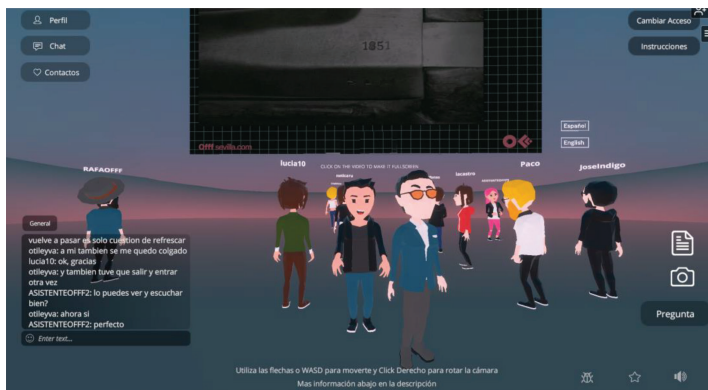 Perfil
Chat
Contactos
1851
Offf sevilla.com
Cambiar Acceso
Instrucciones
Español
English
RAFAOFFF
lucia10
CLICK ON THE VIDEO TO MAKE IT FULLSCREEN
Paco
JoseIndigo
General
vuelve a pasar es solo cuestion de refrescar
otileyva: a mi tambien se me quedo colgado
lucia10: ok, gracias
otileyva: y tambien tuve que salir y entrar
otra vez
ASISTENTEOFFF2: lo puedes ver y escuchar
bien?
otileyva: ahora si
ASISTENTEOFFF2: perfecto
Enter text...
Pregunta
Utiliza las flechas o WASD para moverte y Click Derecho para rotar la cámara
Mas información abajo en la descripción